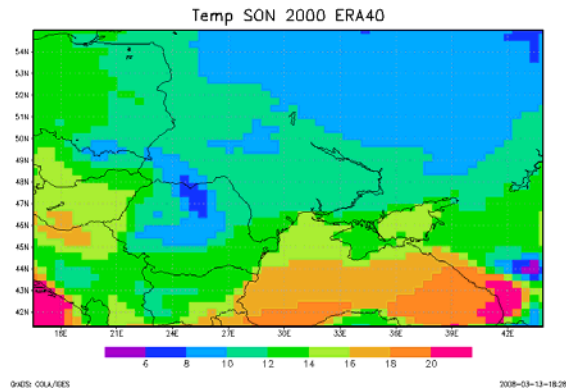 Temp SON 2000 ERA40
54N
53N
52N
51N
50N
49N
48N
47N
46N
45N
44N
43N
42N
18E 21E 24E 27E 30E 33E 36E 39E 42E
6 8 10 12 14 16 18 20
GrADS: COLA/IGES 2008-03-13-18:28